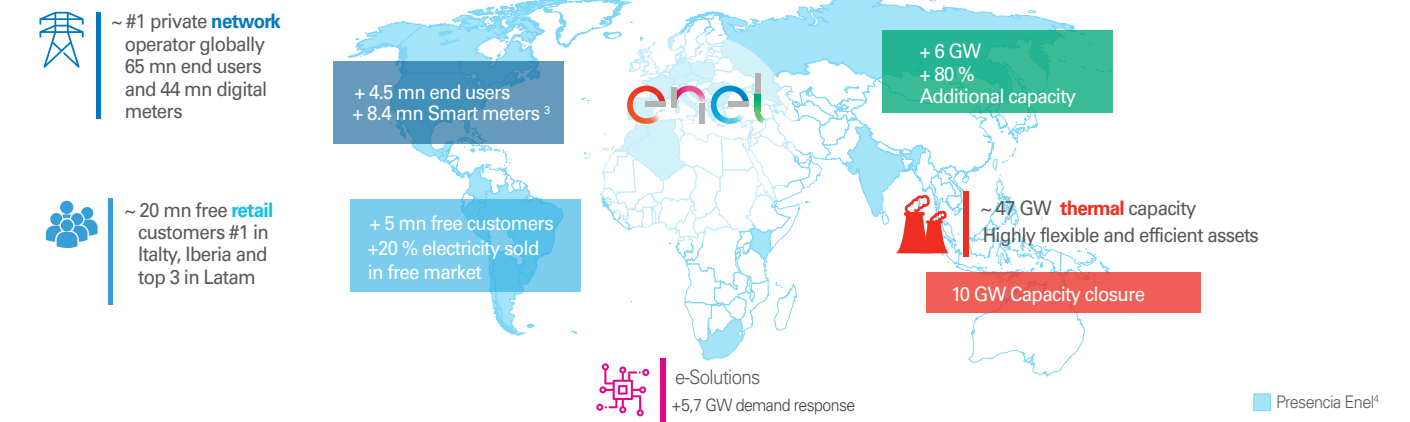 ~ #1 private network
operator globally
65 mn end users
and 44 mn digital
meters
+ 4.5 mn end users
+ 8.4 mn Smart meters 3
enel
+ 6 GW
+ 80 %
Additional capacity
~ 20 mn free retail
customers #1 in
Italty, Iberia and
top 3 in Latam
+ 5 mn free customers
+20 % electricity sold
in free market
~ 47 GW thermal capacity
Highly flexible and efficient assets
10 GW Capacity closure
e-Solutions
+5,7 GW demand response
Presencia Enel4